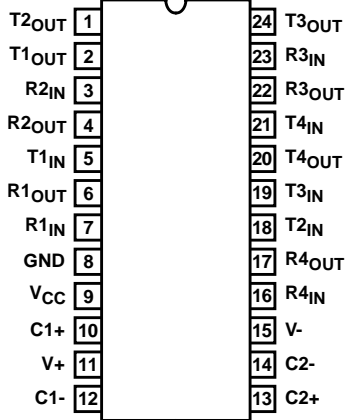 T2OUT 1 24 T3OUT
T1OUT 2 23 R3IN
R2IN 3 22 R3OUT
R2OUT 4 21 T4IN
T1IN 5 20 T4OUT
R1OUT 6 19 T3IN
R1IN 7 18 T2IN
GND 8 17 R4OUT
VCC 9 16 R4IN
C1+ 10 15 V-
V+ 11 14 C2-
C1- 12 13 C2+